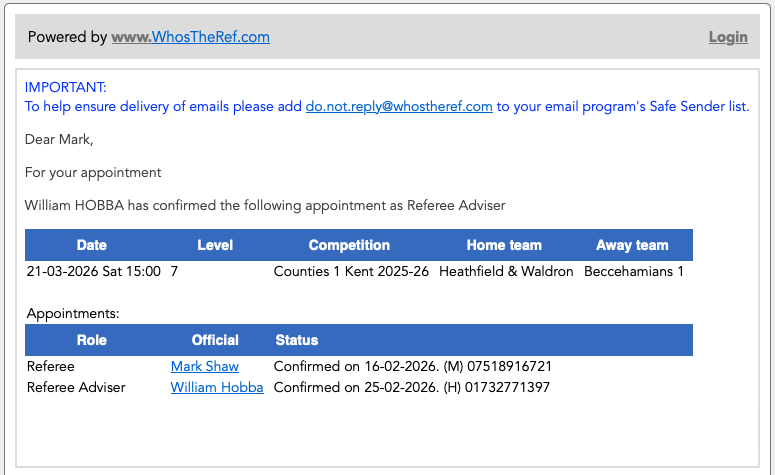 Powered by www.WhosTheRef.com Login
IMPORTANT:
To help ensure delivery of emails please add do.not.reply@whostheref.com to your email program's Safe Sender list.
Dear Mark,
For your appointment
William HOBBA has confirmed the following appointment as Referee Adviser
Date Level Competition Home team Away team
21-03-2026 Sat 15:00 7 Counties 1 Kent 2025-26 Heathfield & Waldron Beccehamians 1
Appointments:
Role Official Status
Referee Mark Shaw Confirmed on 16-02-2026. (M) 07518916721
Referee Adviser William Hobba Confirmed on 25-02-2026. (H) 01732771397